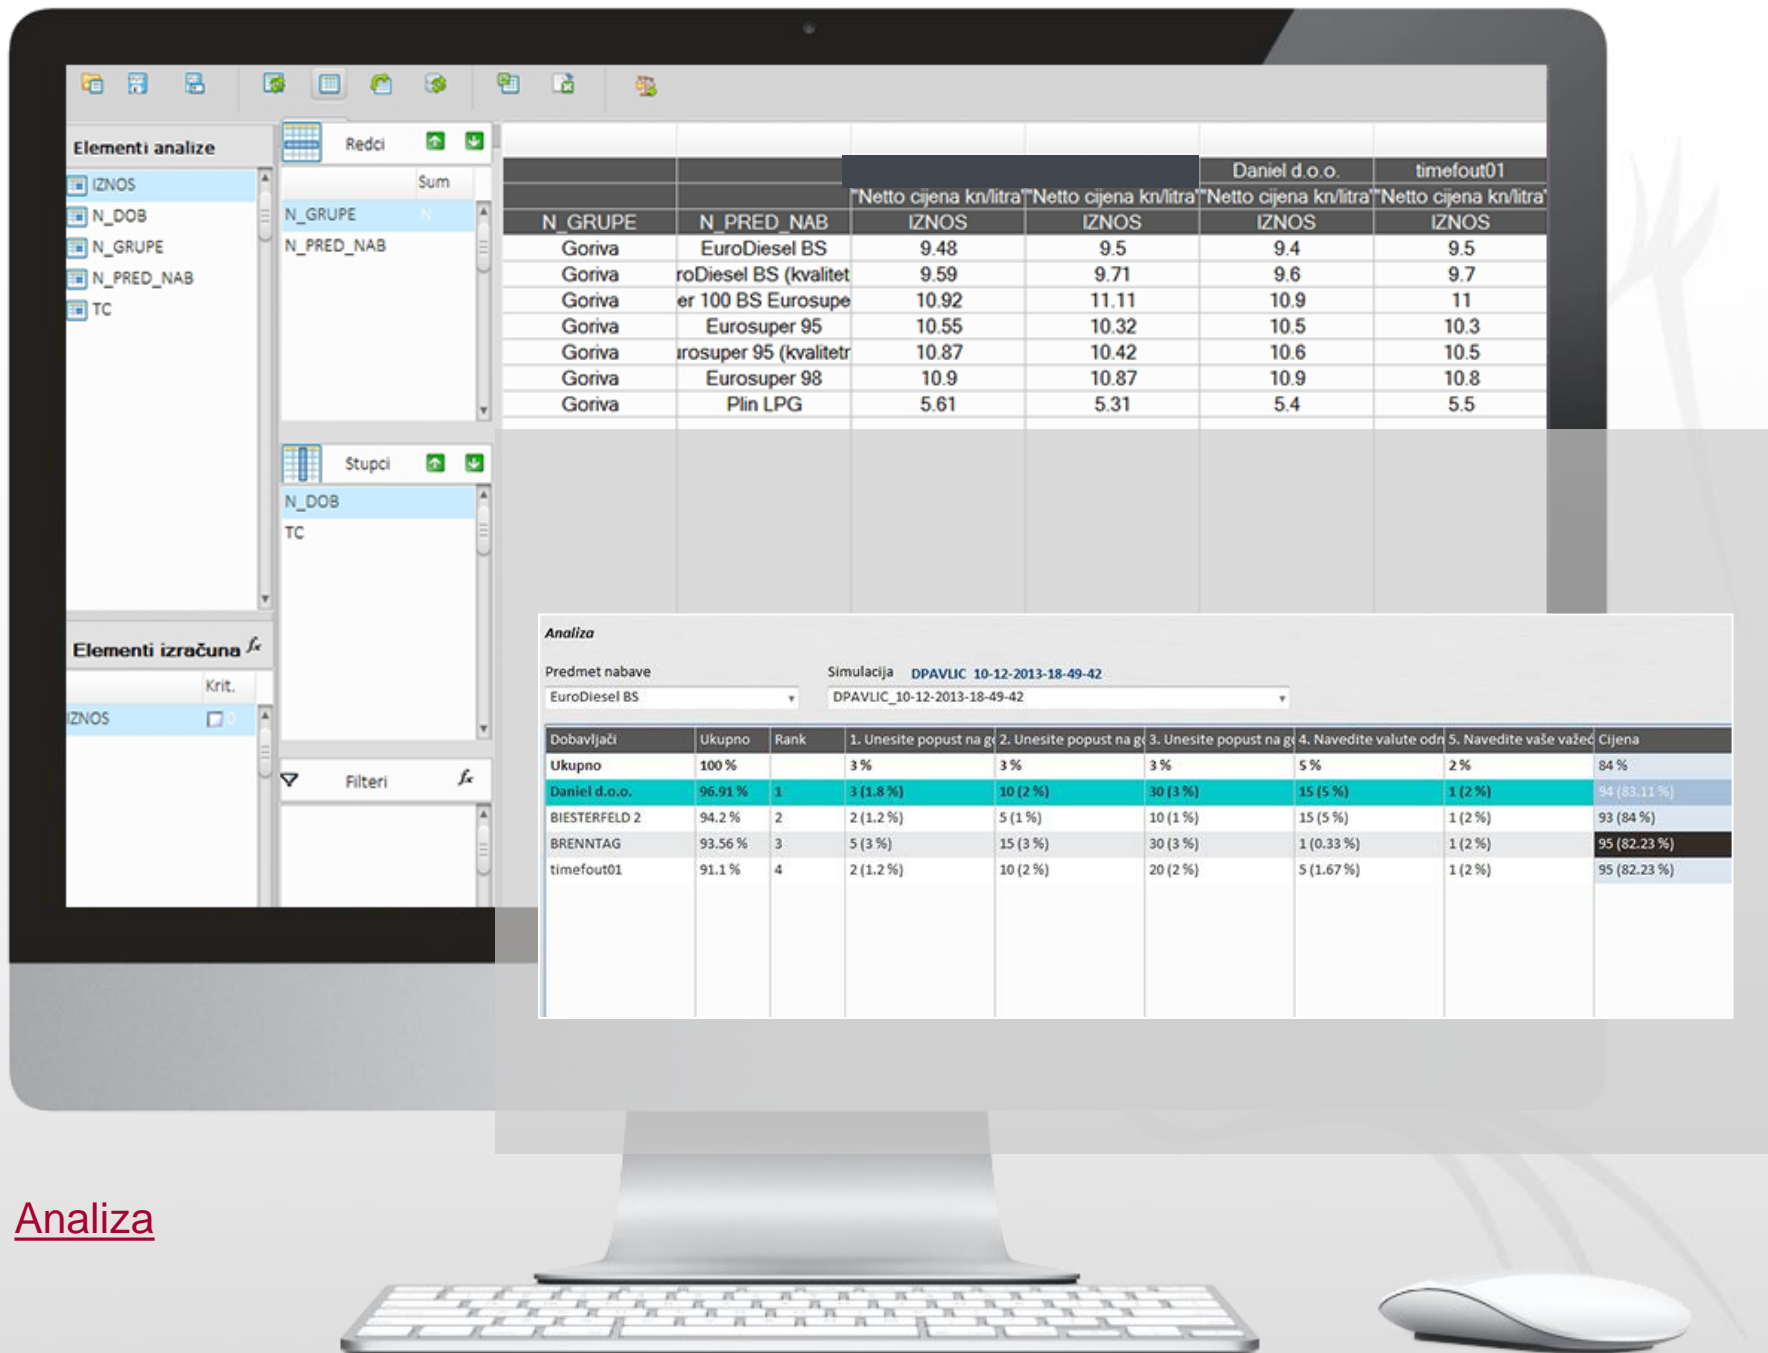 Elementi analize
IZNOS
N_DOB
N_GRUPE
N_PRED_NAB
TC
Redci
Sum
N_GRUPE N
N_PRED_NAB
Stupci
N_DOB
TC
Elementi izračuna fx
Krit.
IZNOS 0
Filteri fx
Daniel d.o.o. timefout01
"Netto cijena kn/litra" "Netto cijena kn/litra" "Netto cijena kn/litra" "Netto cijena kn/litra"
N_GRUPE N_PRED_NAB IZNOS IZNOS IZNOS IZNOS
Goriva EuroDiesel BS 9.48 9.5 9.4 9.5
Goriva roDiesel BS (kvalitet 9.59 9.71 9.6 9.7
Goriva er 100 BS Eurosupe 10.92 11.11 10.9 11
Goriva Eurosuper 95 10.55 10.32 10.5 10.3
Goriva urosuper 95 (kvalitetr 10.87 10.42 10.6 10.5
Goriva Eurosuper 98 10.9 10.87 10.9 10.8
Goriva Plin LPG 5.61 5.31 5.4 5.5
Analiza
Predmet nabave Simulacija DPAVLIC_10-12-2013-18-49-42
EuroDiesel BS DPAVLIC_10-12-2013-18-49-42
Dobavljači Ukupno Rank 1. Unesite popust na g 2. Unesite popust na g 3. Unesite popust na g 4. Navedite valute odn 5. Navedite vaše važeć Cijena
Ukupno 100 % 3 % 3 % 3 % 5 % 2 % 84 %
Daniel d.o.o. 96.91 % 1 3 (1.8 %) 10 (2 %) 30 (3 %) 15 (5 %) 1 (2 %) 94 (83.11 %)
BIESTERFELD 2 94.2 % 2 2 (1.2 %) 5 (1 %) 10 (1 %) 15 (5 %) 1 (2 %) 93 (84 %)
BRENNTAG 93.56 % 3 5 (3 %) 15 (3 %) 30 (3 %) 1 (0.33 %) 1 (2 %) 95 (82.23 %)
timefout01 91.1 % 4 2 (1.2 %) 10 (2 %) 20 (2 %) 5 (1.67 %) 1 (2 %) 95 (82.23 %)
Analiza